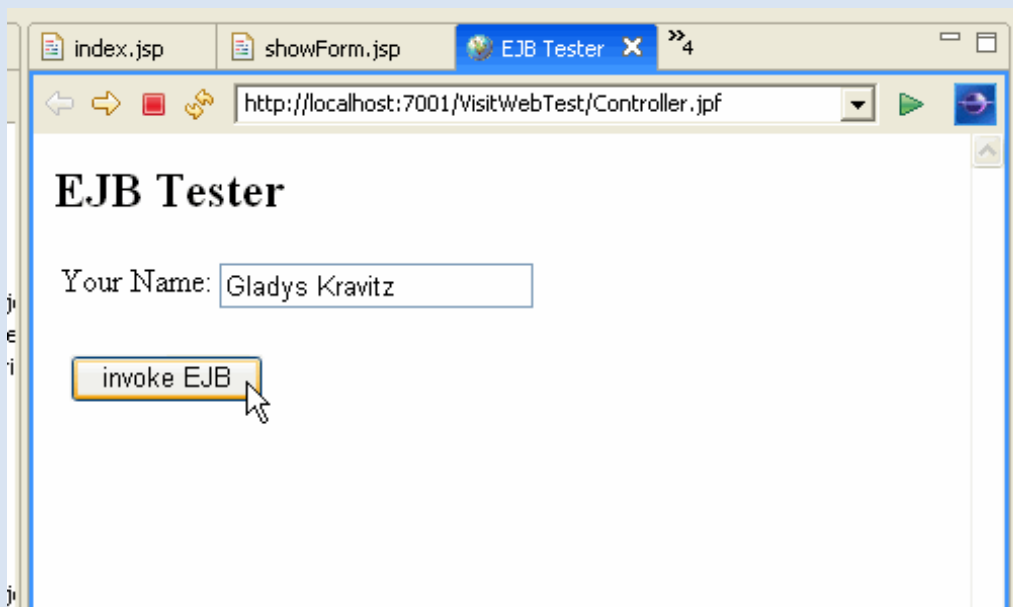 index.jsp showForm.jsp EJB Tester »4
http://localhost:7001/VisitWebTest/Controller.jpf
EJB Tester
Your Name: Gladys Kravitz
invoke EJB